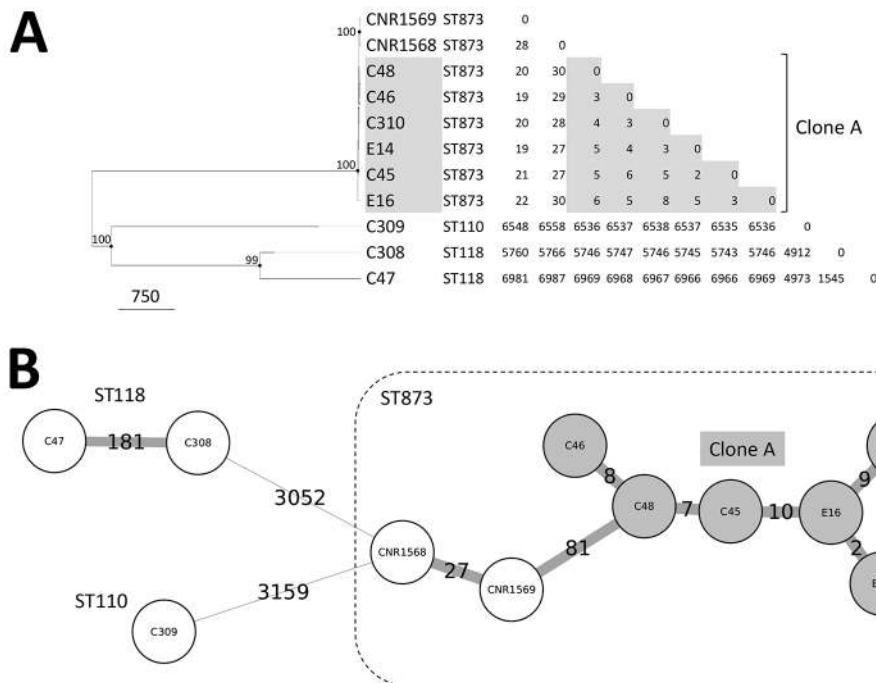 A
CNR1569 ST873 0
100
CNR1568 ST873 28 0
C48 ST873 20 30 0
C46 ST873 19 29 3 0
C310 ST873 20 28 4 3 0
Clone A
E14 ST873 19 27 5 4 3 0
100
C45 ST873 21 27 5 6 5 2 0
E16 ST873 22 30 6 5 8 5 3 0
C309 ST110 6548 6558 6536 6537 6538 6537 6535 6536 0
100
C308 ST118 5760 5766 5746 5747 5746 5745 5743 5746 4912 0
99
C47 ST118 6981 6987 6969 6968 6967 6966 6966 6969 4973 1545 0
750
B
ST118
ST873
C47 181 C308
C46
Clone A
8
9
C48 7 C45 10 E16
3052
81
2
CNR1568
27
CNR1569
3159
ST110
C309